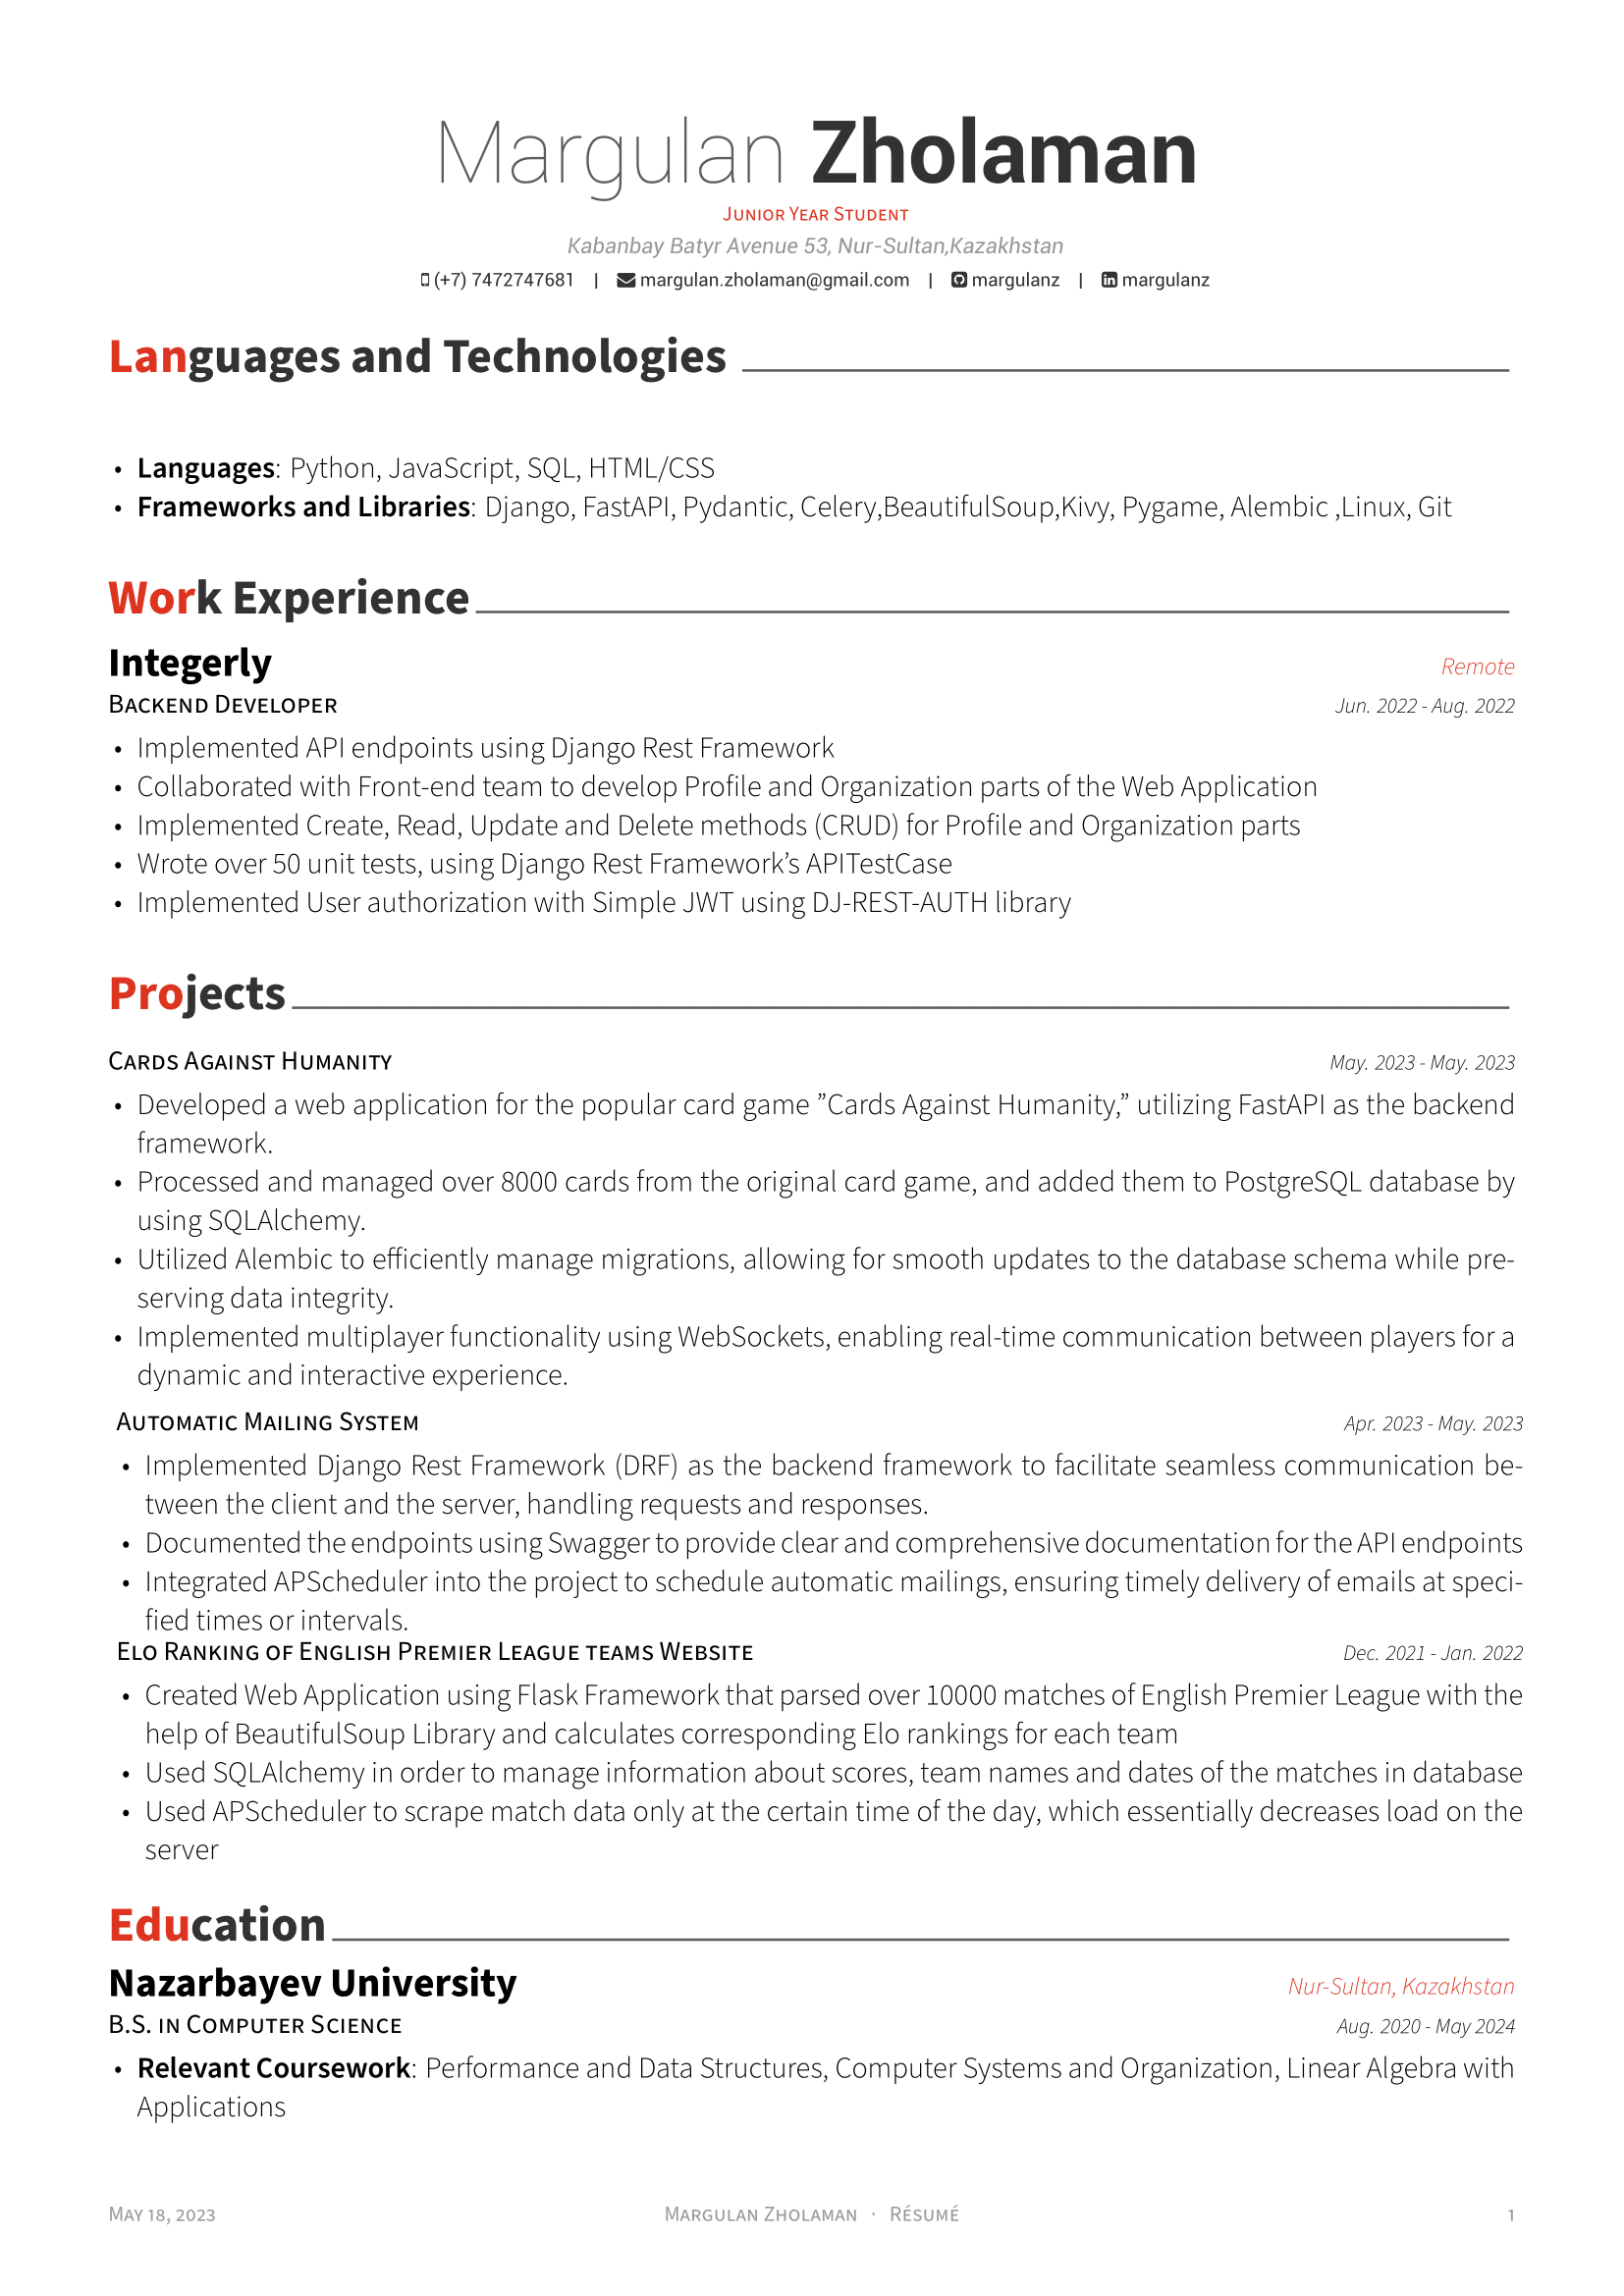 Margulan Zholaman
Junior Year Student
Kabanbay Batyr Avenue 53, Nur-Sultan,Kazakhstan
(+7) 7472747681 | margulan.zholaman@gmail.com | margulanz | margulanz
Languages and Technologies
• Languages: Python, JavaScript, SQL, HTML/CSS
• Frameworks and Libraries: Django, FastAPI, Pydantic, Celery,BeautifulSoup,Kivy, Pygame, Alembic ,Linux, Git
Work Experience
Integerly Remote
Backend Developer Jun. 2022 - Aug. 2022
• Implemented API endpoints using Django Rest Framework
• Collaborated with Front-end team to develop Profile and Organization parts of the Web Application
• Implemented Create, Read, Update and Delete methods (CRUD) for Profile and Organization parts
• Wrote over 50 unit tests, using Django Rest Framework’s APITestCase
• Implemented User authorization with Simple JWT using DJ-REST-AUTH library
Projects
Cards Against Humanity May. 2023 - May. 2023
• Developed a web application for the popular card game ”Cards Against Humanity,” utilizing FastAPI as the backend
framework.
• Processed and managed over 8000 cards from the original card game, and added them to PostgreSQL database by
using SQLAlchemy.
• Utilized Alembic to efficiently manage migrations, allowing for smooth updates to the database schema while pre-
serving data integrity.
• Implemented multiplayer functionality using WebSockets, enabling real-time communication between players for a
dynamic and interactive experience.
Automatic Mailing System Apr. 2023 - May. 2023
• Implemented Django Rest Framework (DRF) as the backend framework to facilitate seamless communication be-
tween the client and the server, handling requests and responses.
• Documented the endpoints using Swagger to provide clear and comprehensive documentation for the API endpoints
• Integrated APScheduler into the project to schedule automatic mailings, ensuring timely delivery of emails at speci-
fied times or intervals.
Elo Ranking of English Premier League teams Website Dec. 2021 - Jan. 2022
• Created Web Application using Flask Framework that parsed over 10000 matches of English Premier League with the
help of BeautifulSoup Library and calculates corresponding Elo rankings for each team
• Used SQLAlchemy in order to manage information about scores, team names and dates of the matches in database
• Used APScheduler to scrape match data only at the certain time of the day, which essentially decreases load on the
server
Education
Nazarbayev University Nur-Sultan, Kazakhstan
B.S. in Computer Science Aug. 2020 - May 2024
• Relevant Coursework: Performance and Data Structures, Computer Systems and Organization, Linear Algebra with
Applications
May 18, 2023 Margulan Zholaman · Résumé 1